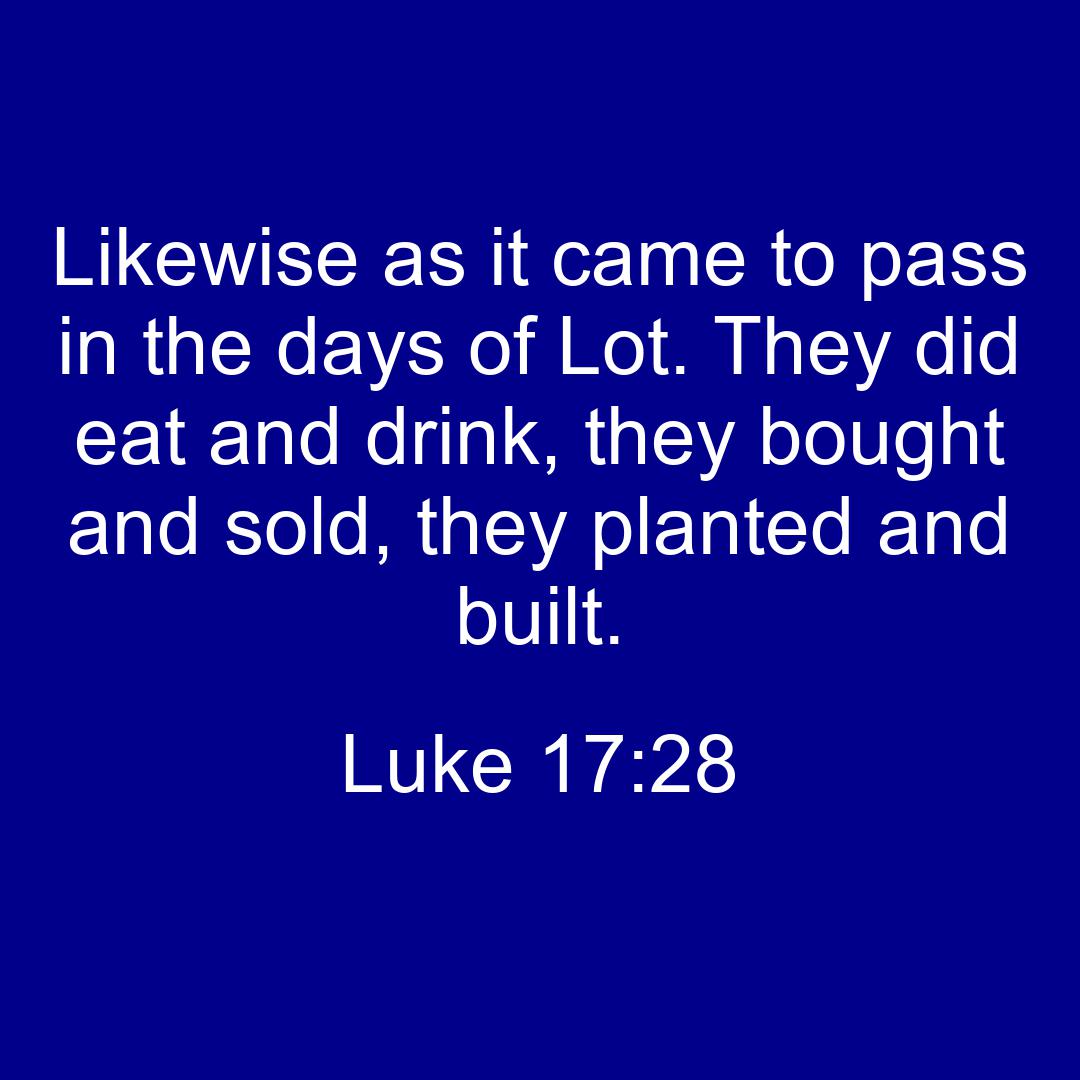 Likewise as it came to pass
in the days of Lot. They did
eat and drink, they bought
and sold, they planted and
built.
Luke 17:28